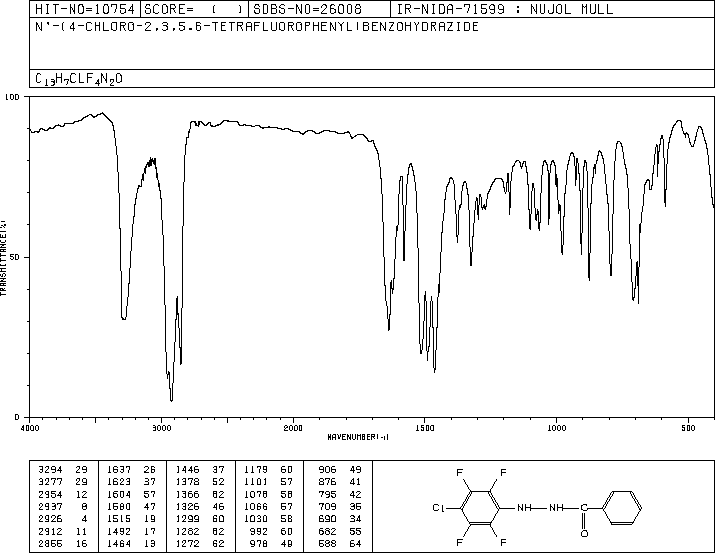 HIT-NO=10754 SCORE= ( ) SDBS-NO=26008 IR-NIDA-71599 : NUJOL MULL
N'-(4-CHLORO-2,3,5,6-TETRAFLUOROPHENYL)BENZOHYDRAZIDE
C13H7CLF4N2O
100
50
0
TRANSMITTANCE(%)
4000 3000 2000 1500 1000 500
WAVENUMBER(-1)
3294 29 1637 26 1446 37 1179 60 906 49
3277 29 1623 37 1378 52 1101 57 876 41
2954 12 1604 57 1366 62 1078 58 795 42
2937 8 1580 47 1326 46 1066 57 709 35
2926 4 1515 19 1299 60 1030 58 690 34
2912 11 1492 17 1282 62 992 60 682 55
2855 16 1464 13 1272 62 978 49 588 64
F F
Cl NH NH C
F F O